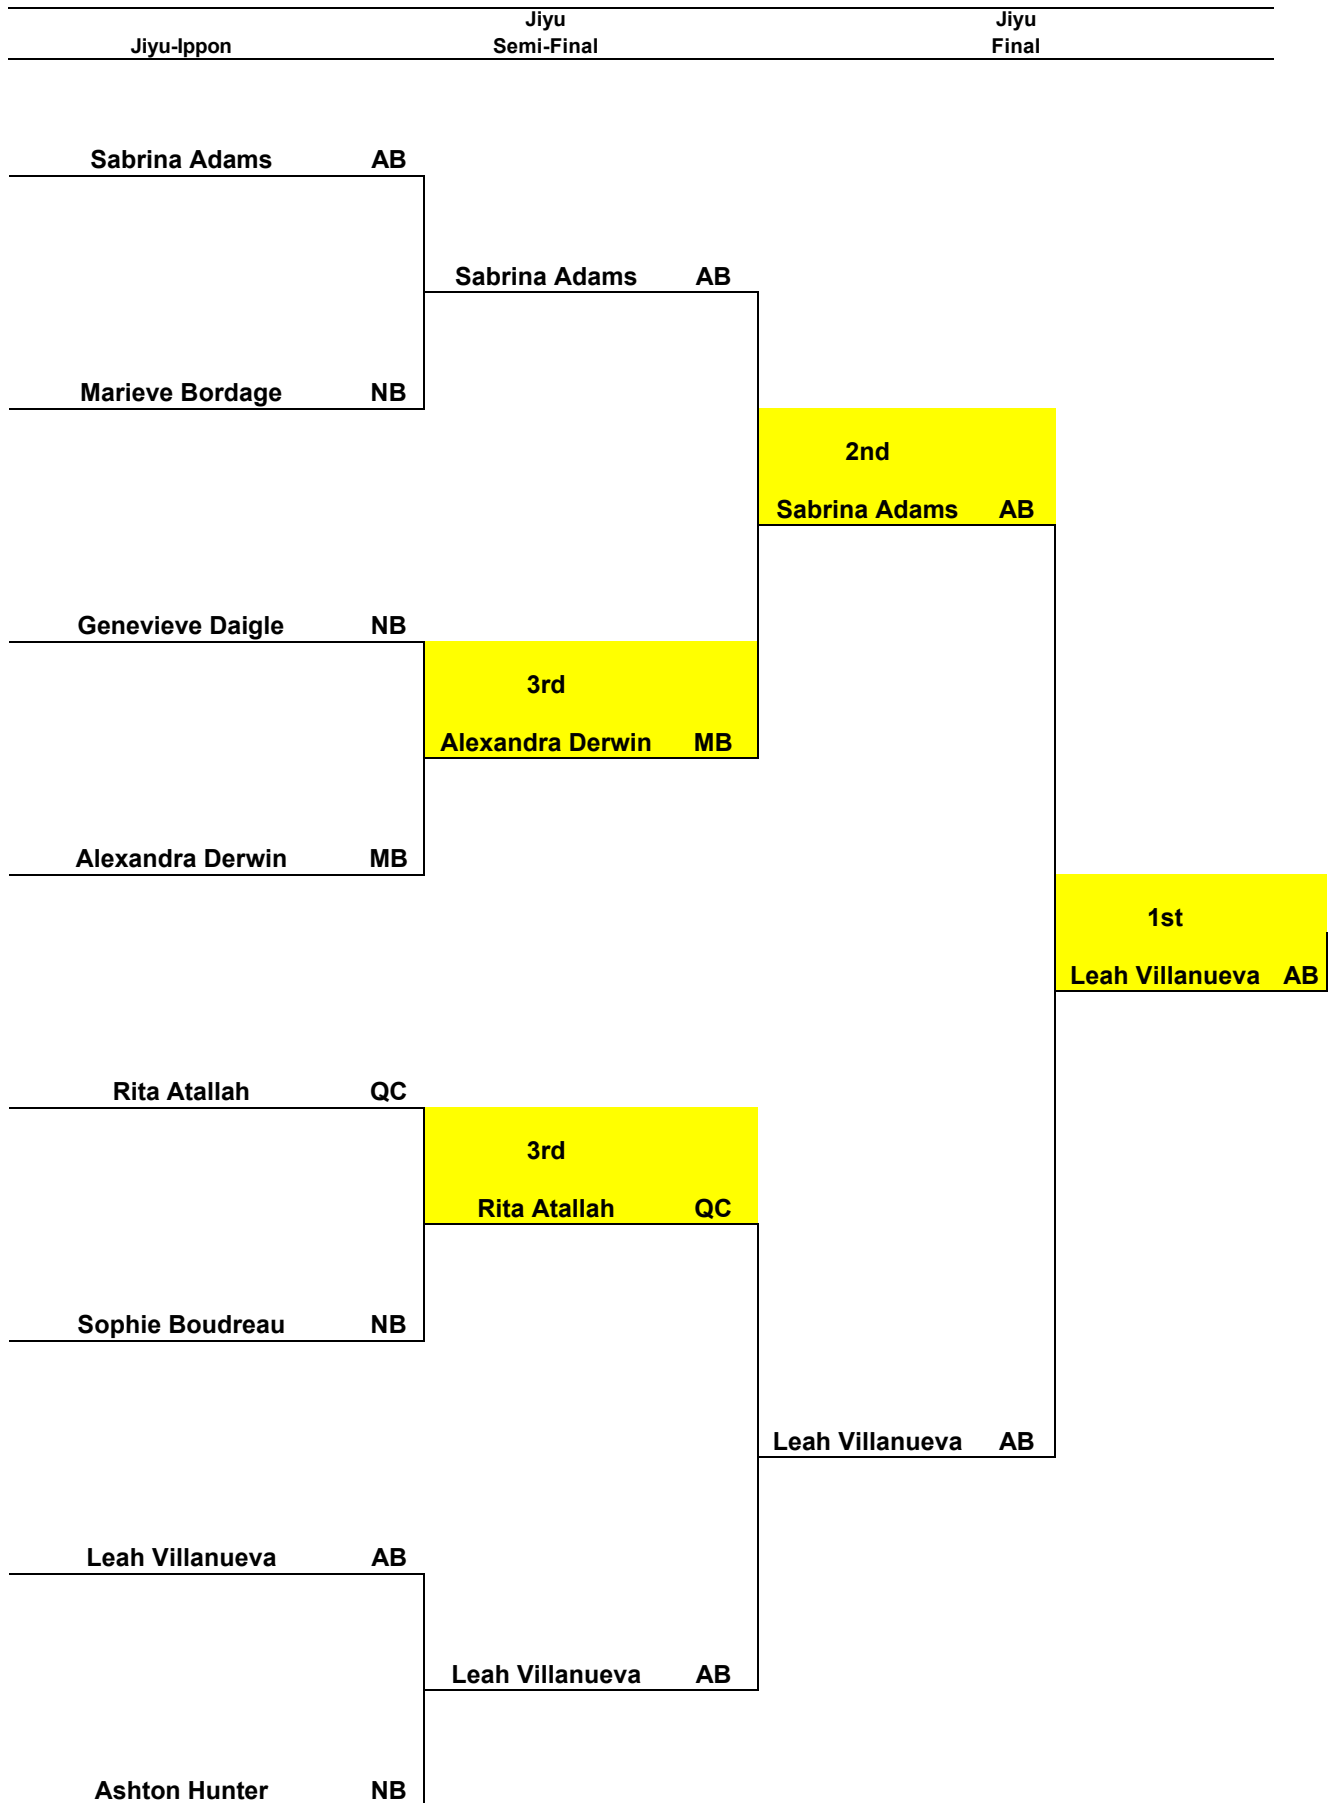 Jiyu Jiyu
Jiyu-Ippon Semi-Final Final
Sabrina Adams AB
Sabrina Adams AB
Marieve Bordage NB
2nd
Sabrina Adams AB
Genevieve Daigle NB
3rd
Alexandra Derwin MB
Alexandra Derwin MB
1st
Leah Villanueva AB
Rita Atallah QC
3rd
Rita Atallah QC
Sophie Boudreau NB
Leah Villanueva AB
Leah Villanueva AB
Leah Villanueva AB
Ashton Hunter NB